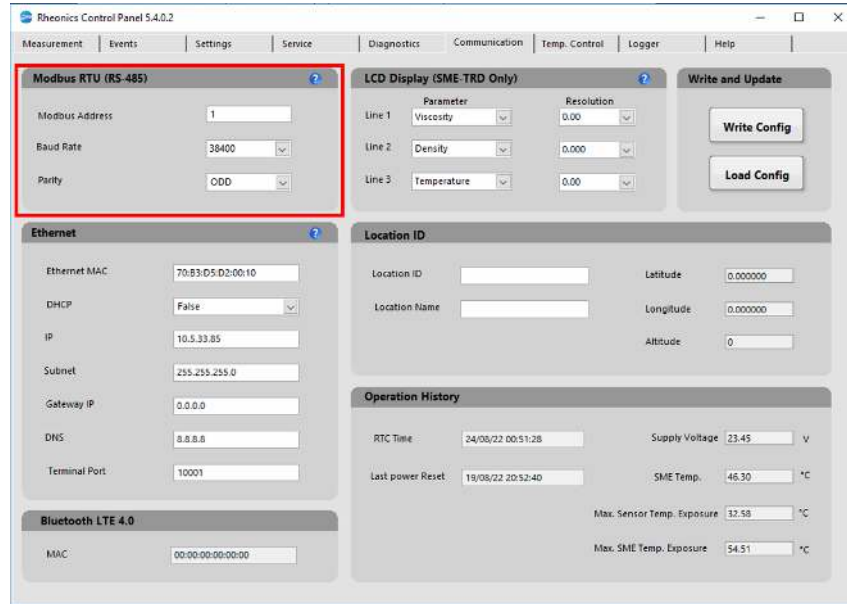 Rheonics Control Panel 5.4.0.2
Measurement Events Settings Service Diagnostics Communication Temp. Control Logger Help
Modbus RTU (RS-485)
Modbus Address 1
Baud Rate 38400
Parity ODD
LCD Display (SME-TRD Only)
Parameter Resolution
Line 1 Viscosity 0.00
Line 2 Density 0.000
Line 3 Temperature 0.00
Write and Update
Write Config
Load Config
Ethernet
Ethernet MAC 70:B3:D5:D2:00:10
DHCP False
IP 10.5.33.85
Subnet 255.255.255.0
Gateway IP 0.0.0.0
DNS 8.8.8.8
Terminal Port 10001
Location ID
Location ID Latitude 0.000000
Location Name Longitude 0.000000
Altitude 0
Operation History
RTC Time 24/08/22 00:51:28 Supply Voltage 23.45 V
Last power Reset 19/08/22 20:52:40 SME Temp. 46.30 °C
Max. Sensor Temp. Exposure 32.58 °C
Max. SME Temp. Exposure 54.51 °C
Bluetooth LTE 4.0
MAC 00:00:00:00:00:00